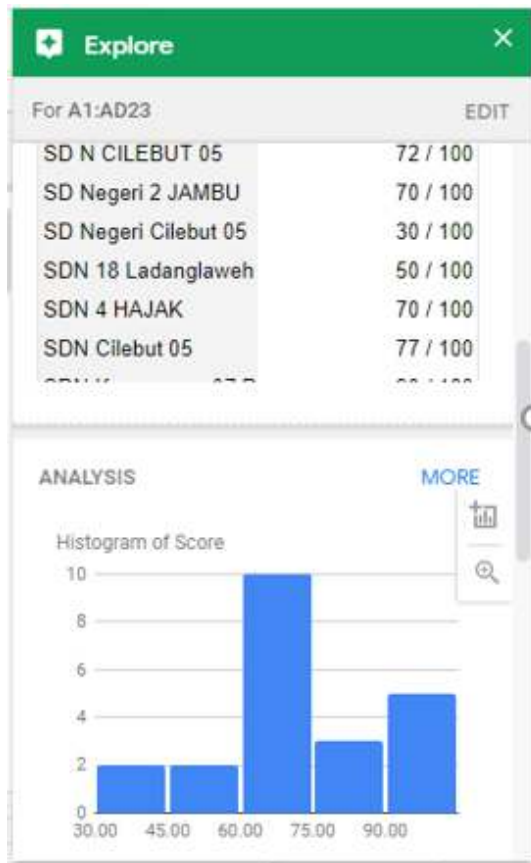 Explore
For A1:AD23 EDIT
SD N CILEBUT 05 72 / 100
SD Negeri 2 JAMBU 70 / 100
SD Negeri Cilebut 05 30 / 100
SDN 18 Ladanglaweh 50 / 100
SDN 4 HAJAK 70 / 100
SDN Cilebut 05 77 / 100
ANALYSIS MORE
Histogram of Score
10
8
6
4
2
0
30.00 45.00 60.00 75.00 90.00